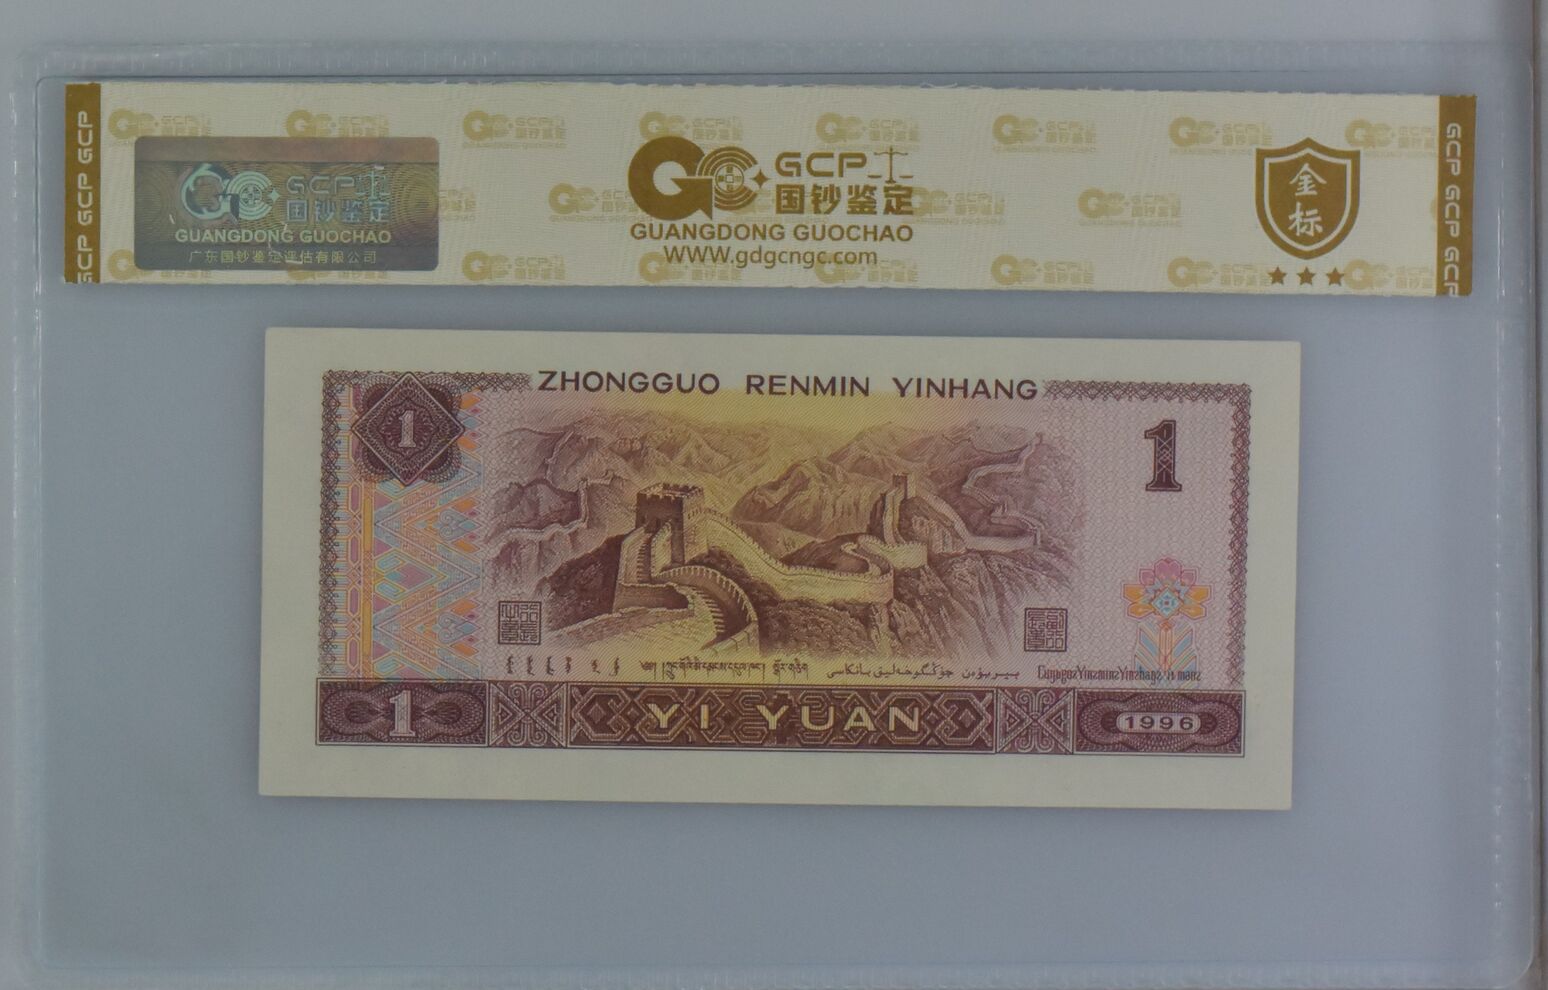 GCP GCP GCP
GCP
国钞鉴定
GUANGDONG GUOCHAO
广东国钞鉴定评估有限公司
GCP
国钞鉴定
GUANGDONG GUOCHAO
WWW.gdgcngc.com
金
标
GCP GCP GCP
ZHONGGUO RENMIN YINHANG
1
1
1
YI YUAN
1996